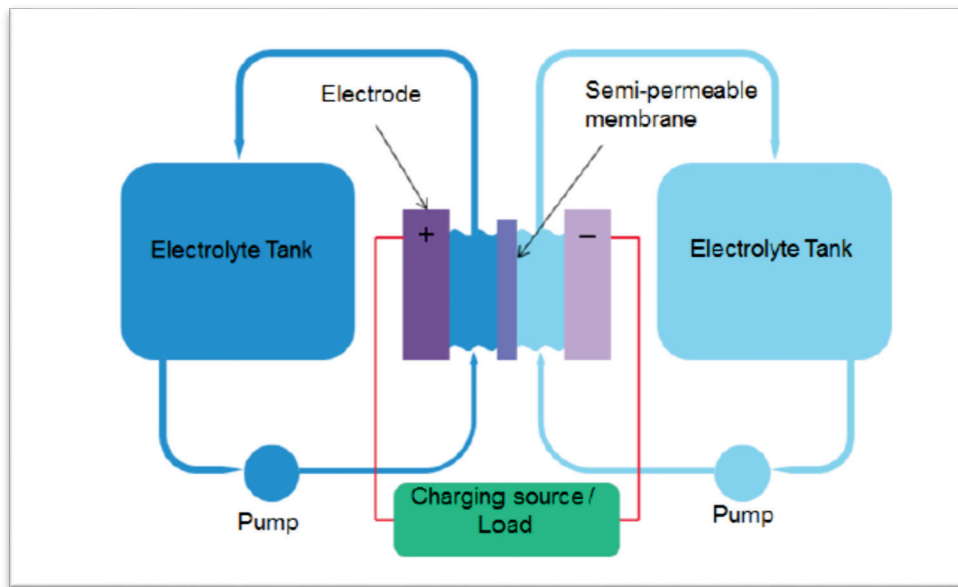 Electrode
Semi-permeable
membrane
+
−
Electrolyte Tank
Electrolyte Tank
Charging source /
Load
Pump
Pump